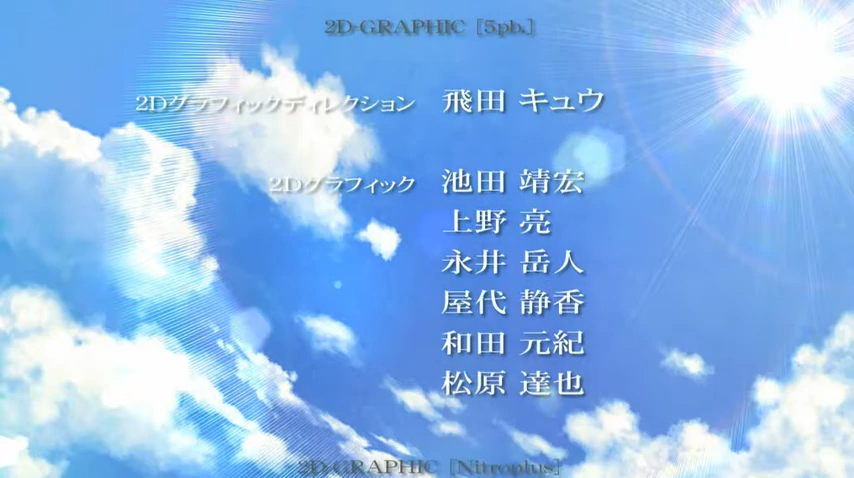 2D-GRAPHIC [5pb.]
2Dグラフィックディレクション 飛田 キュウ
2Dグラフィック 池田 靖宏
上野 亮
永井 岳人
屋代 静香
和田 元紀
松原 達也
2D-GRAPHIC [Nitroplus]